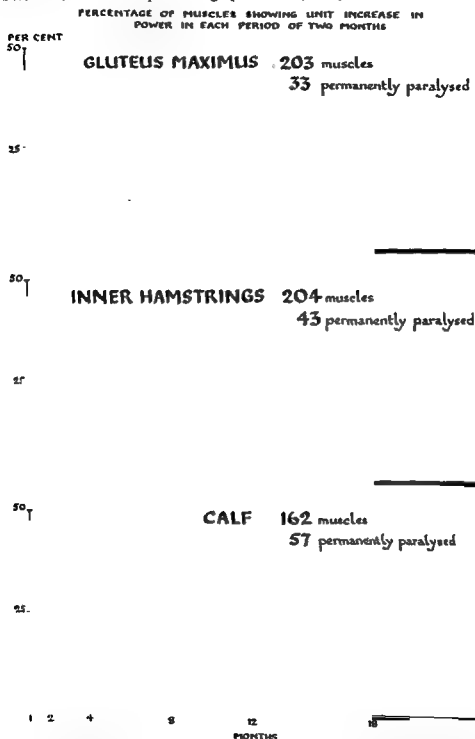 PERCENTAGE OF MUSCLES SHOWING UNIT INCREASE IN
POWER IN EACH PERIOD OF TWO MONTHS
PER CENT
50
GLUTEUS MAXIMUS 203 muscles
33 permanently paralysed
25
50
INNER HAMSTRINGS 204 muscles
43 permanently paralysed
25
50
CALF 162 muscles
57 permanently paralysed
25
1 2 4 8 12 18
MONTHS